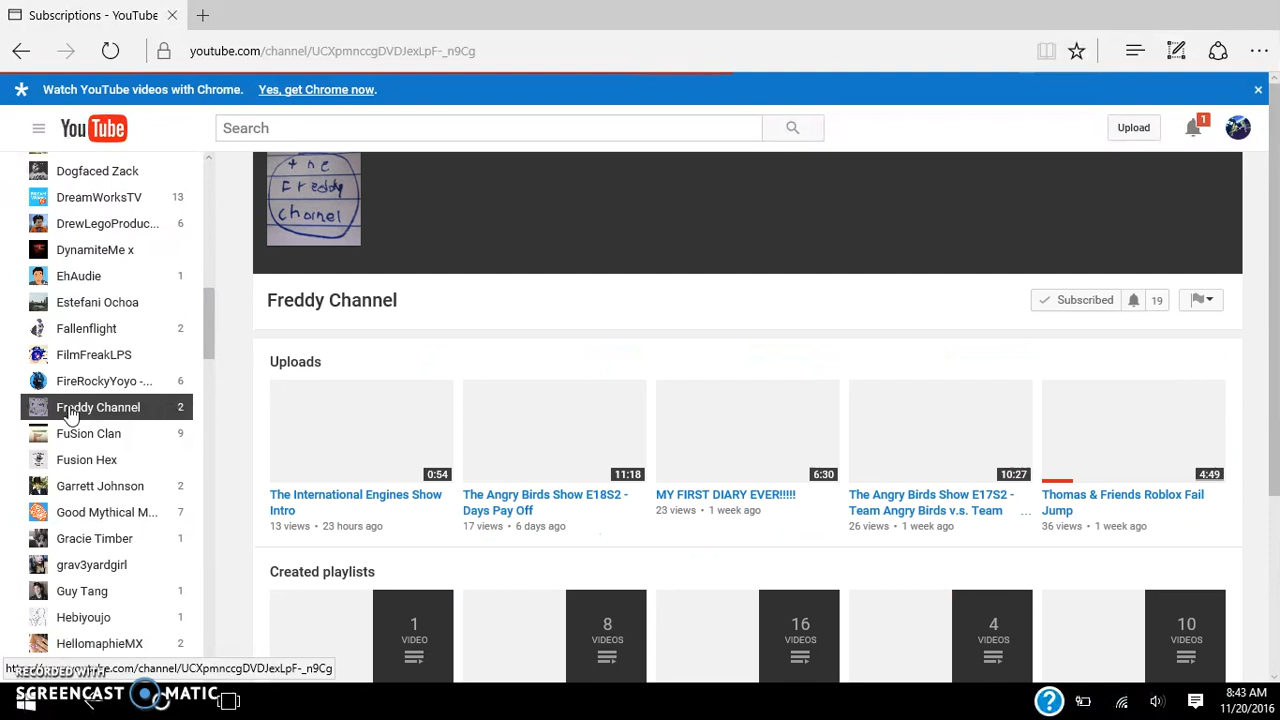 Subscriptions - YouTube
youtube.com/channel/UCXpmnccgDVDJexLpF-_n9Cg
Watch YouTube videos with Chrome. Yes, get Chrome now.
YouTube
Search
Upload
1
Dogfaced Zack
DreamWorksTV 13
DrewLegoProduc... 6
DynamiteMe x
EhAudie 1
Estefani Ochoa
Fallenflight 2
FilmFreakLPS
FireRockyYoyo -... 6
Freddy Channel 2
FuSion Clan 9
Fusion Hex
Garrett Johnson 2
Good Mythical M... 7
Gracie Timber 1
grav3yardgirl
Guy Tang 1
Hebiyoujo 1
HellomaphieMX 2
the
Freddy
Channel
Freddy Channel
Subscribed 19
Uploads
0:54 11:18 6:30 10:27 4:49
The International Engines Show Intro
13 views • 23 hours ago
The Angry Birds Show E18S2 - Days Pay Off
17 views • 6 days ago
MY FIRST DIARY EVER!!!!!
23 views • 1 week ago
The Angry Birds Show E17S2 - Team Angry Birds v.s. Team ...
26 views • 1 week ago
Thomas & Friends Roblox Fail Jump
36 views • 1 week ago
Created playlists
1 VIDEO
8 VIDEOS
16 VIDEOS
4 VIDEOS
10 VIDEOS
RECORDED WITH
SCREENCAST MATIC
8:43 AM
11/20/2016